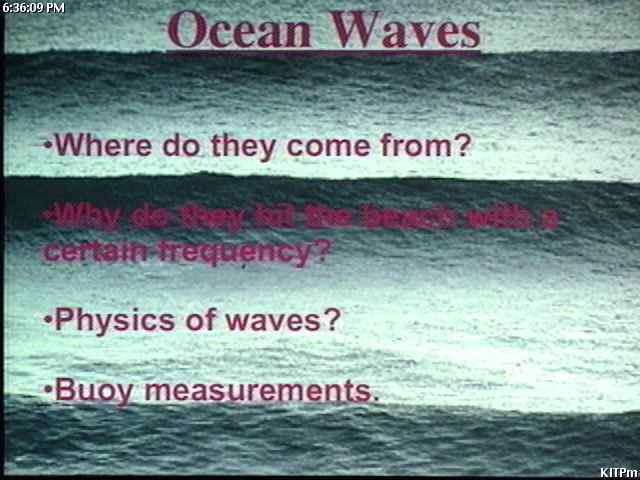 6:36:09 PM
Ocean Waves
•Where do they come from?
•Why do they hit the beach with a
certain frequency?
•Physics of waves?
•Buoy measurements.
KITPm